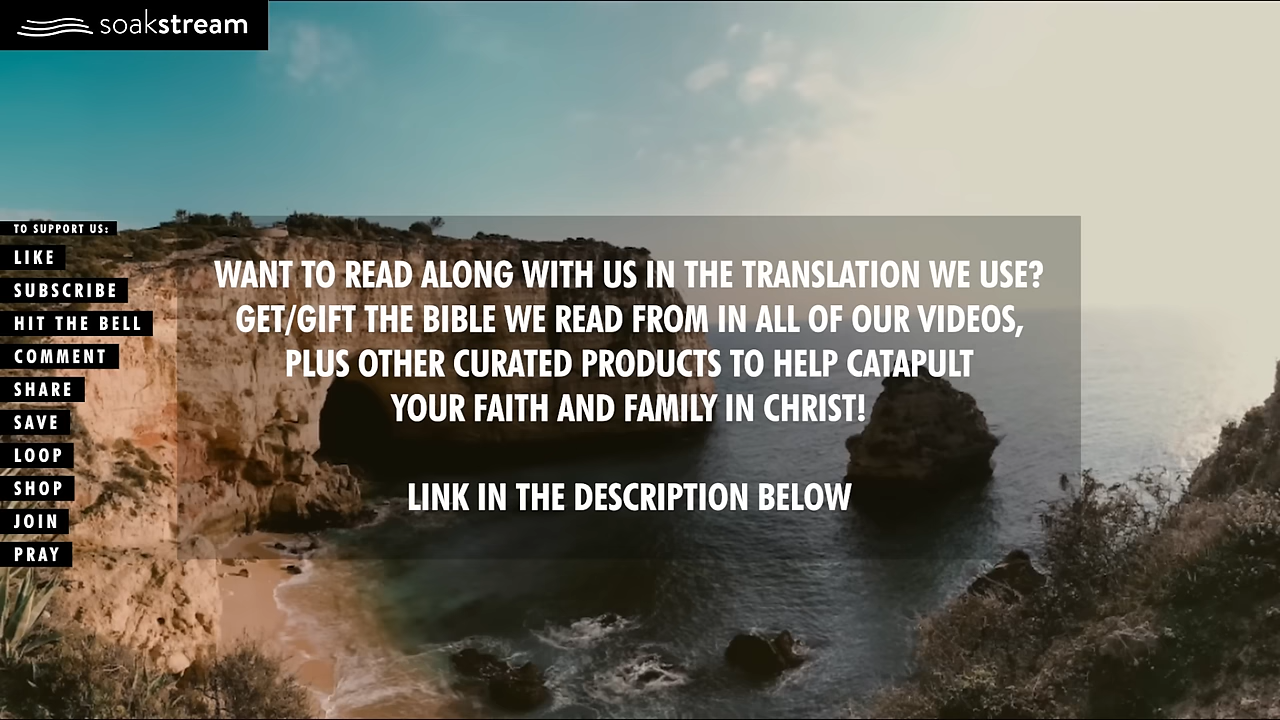 soakstream
TO SUPPORT US:
LIKE
SUBSCRIBE
HIT THE BELL
COMMENT
SHARE
SAVE
LOOP
SHOP
JOIN
PRAY
WANT TO READ ALONG WITH US IN THE TRANSLATION WE USE?
GET/GIFT THE BIBLE WE READ FROM IN ALL OF OUR VIDEOS,
PLUS OTHER CURATED PRODUCTS TO HELP CATAPULT
YOUR FAITH AND FAMILY IN CHRIST!
LINK IN THE DESCRIPTION BELOW